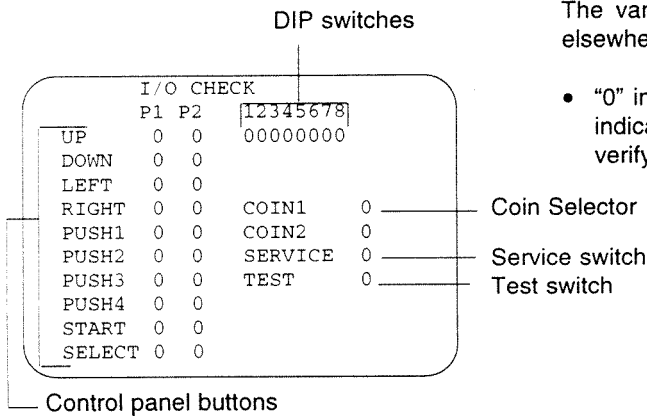 DIP switches
The
elsewhe
I/O CHECK
P1 P2 12345678
UP 0 0 00000000
DOWN 0 0
LEFT 0 0
RIGHT 0 0 COIN1 0 Coin Selector
PUSH1 0 0 COIN2 0
PUSH2 0 0 SERVICE 0 Service switch
PUSH3 0 0 TEST 0 Test switch
PUSH4 0 0
START 0 0
SELECT 0 0
Control panel buttons
• "0" in
indica
verify